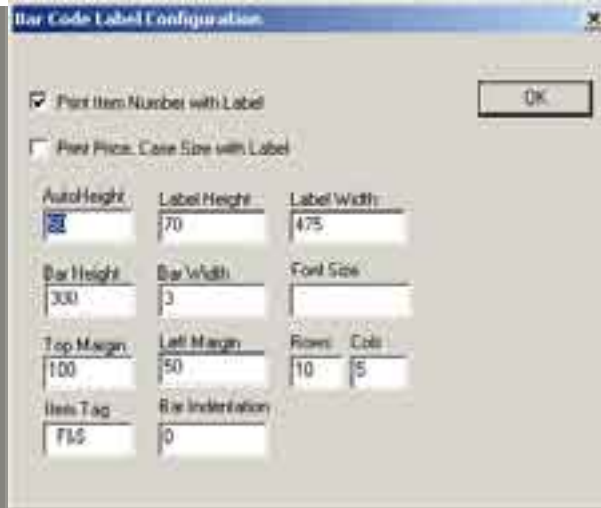 Bar Code Label Configuration
Print Item Number with Label
OK
Print Price, Case Size with Label
AutoHeight Label Height Label Width
70 475
Bar Height Bar Width Font Size
300 3
Top Margin Left Margin Rows Cols
100 50 10 5
Item Tag Bar Indentation
0